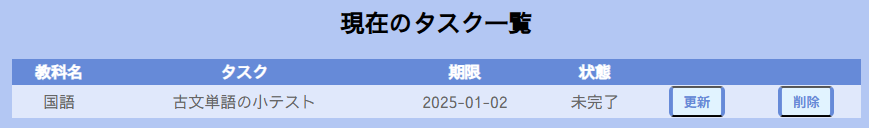 現在のタスク一覧
教科名 タスク 期限 状態
国語 古文単語の小テスト 2025-01-02 未完了 更新 削除